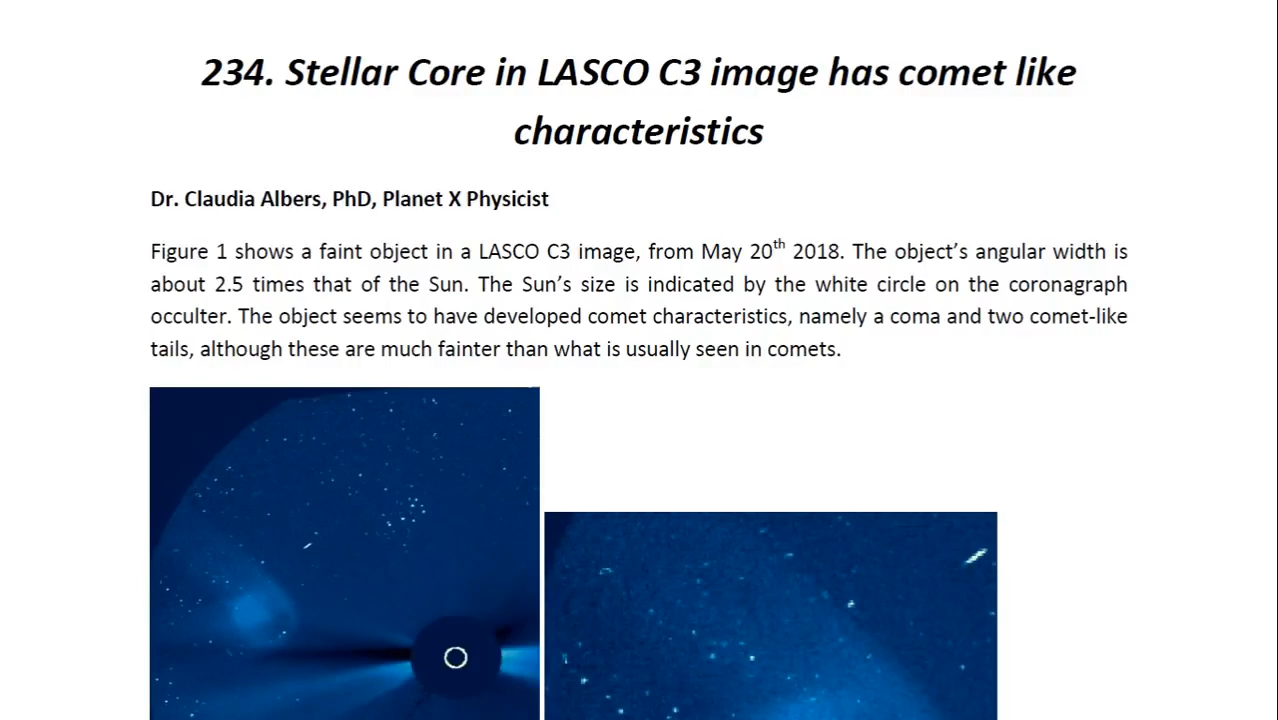 234. Stellar Core in LASCO C3 image has comet like
characteristics
Dr. Claudia Albers, PhD, Planet X Physicist
Figure 1 shows a faint object in a LASCO C3 image, from May 20th 2018. The object’s angular width is
about 2.5 times that of the Sun. The Sun’s size is indicated by the white circle on the coronagraph
occulter. The object seems to have developed comet characteristics, namely a coma and two comet-like
tails, although these are much fainter than what is usually seen in comets.